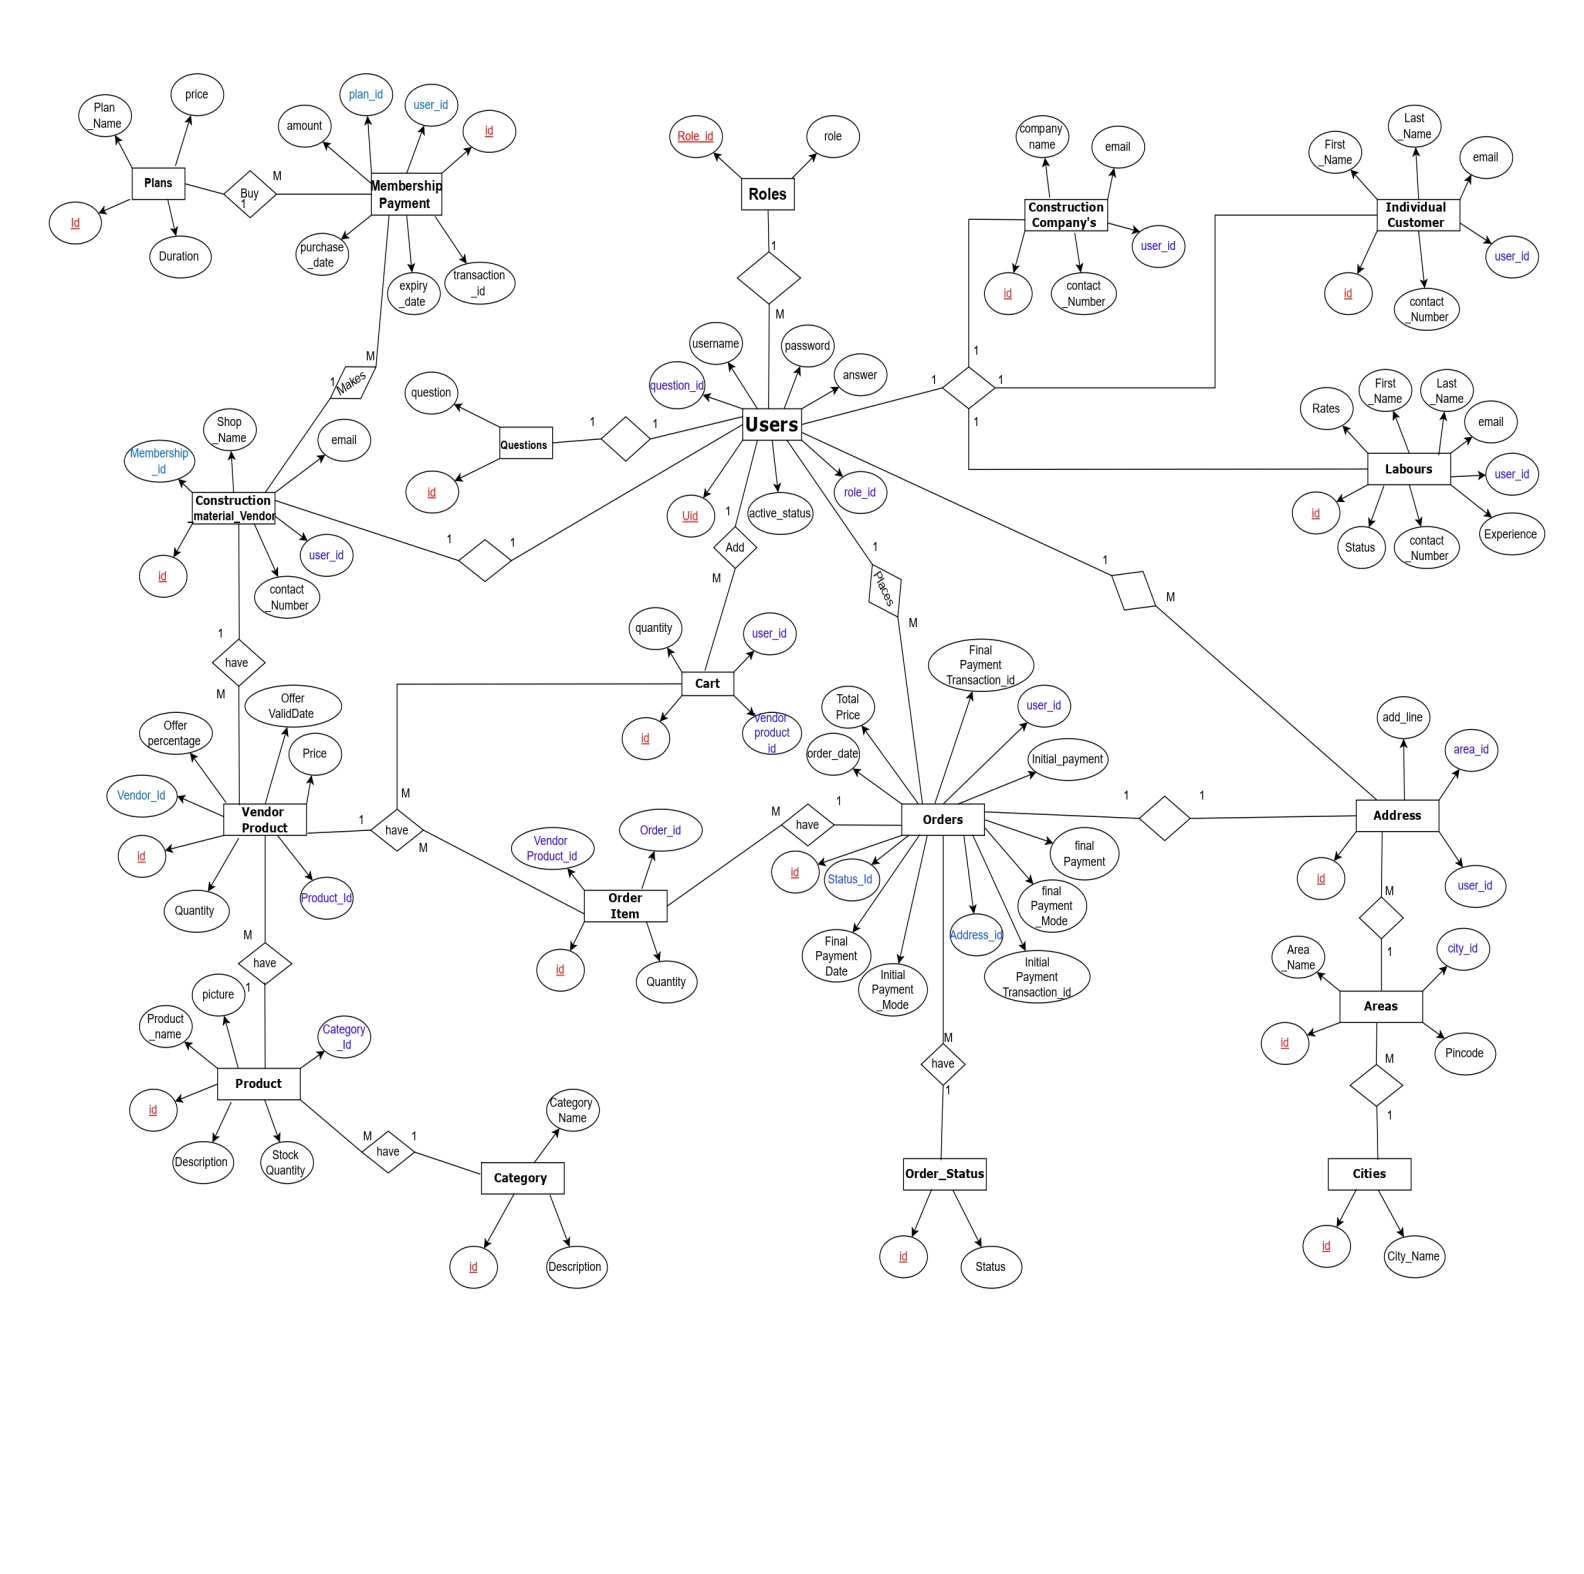 Plan
_Name
price
Plans
Id
Duration
Buy
1
M
amount
plan_id
user_id
id
Membership
Payment
purchase
_date
expiry
_date
transaction
_id
M
1
Makes
Role_id
role
Roles
1
M
company
name
email
Construction
Company's
user_id
id
contact
_Number
First
_Name
Last
_Name
email
Individual
Customer
user_id
id
contact
_Number
1
1
1
1
question
Questions
id
1
1
username
password
question_id
answer
Users
Uid
active_status
role_id
Rates
First
_Name
Last
_Name
email
Labours
user_id
id
Status
contact
_Number
Experience
Shop
_Name
Membership
_id
email
Construction
_material_Vendor
user_id
id
contact
_Number
1
1
1
Add
M
1
Places
M
1
M
1
have
M
quantity
user_id
Cart
id
Vendor
product
id
Offer
ValidDate
Offer
percentage
Price
Vendor_Id
Vendor
Product
id
Quantity
Product_Id
1
M
have
M
Vendor
Product_id
Order_id
Order
Item
id
Quantity
M
have
1
Final
Payment
Transaction_id
Total
Price
user_id
order_date
Initial_payment
Orders
id
Status_Id
final
Payment
final
Payment
_Mode
Address_id
Final
Payment
Date
Initial
Payment
_Mode
Initial
Payment
Transaction_id
1
1
add_line
area_id
Address
id
user_id
M
1
Area
_Name
city_id
Areas
id
Pincode
M
1
Cities
id
City_Name
M
have
1
picture
Product
_name
Category
_Id
Product
id
Description
Stock
Quantity
M
have
1
Category
Name
Category
id
Description
M
have
1
Order_Status
id
Status